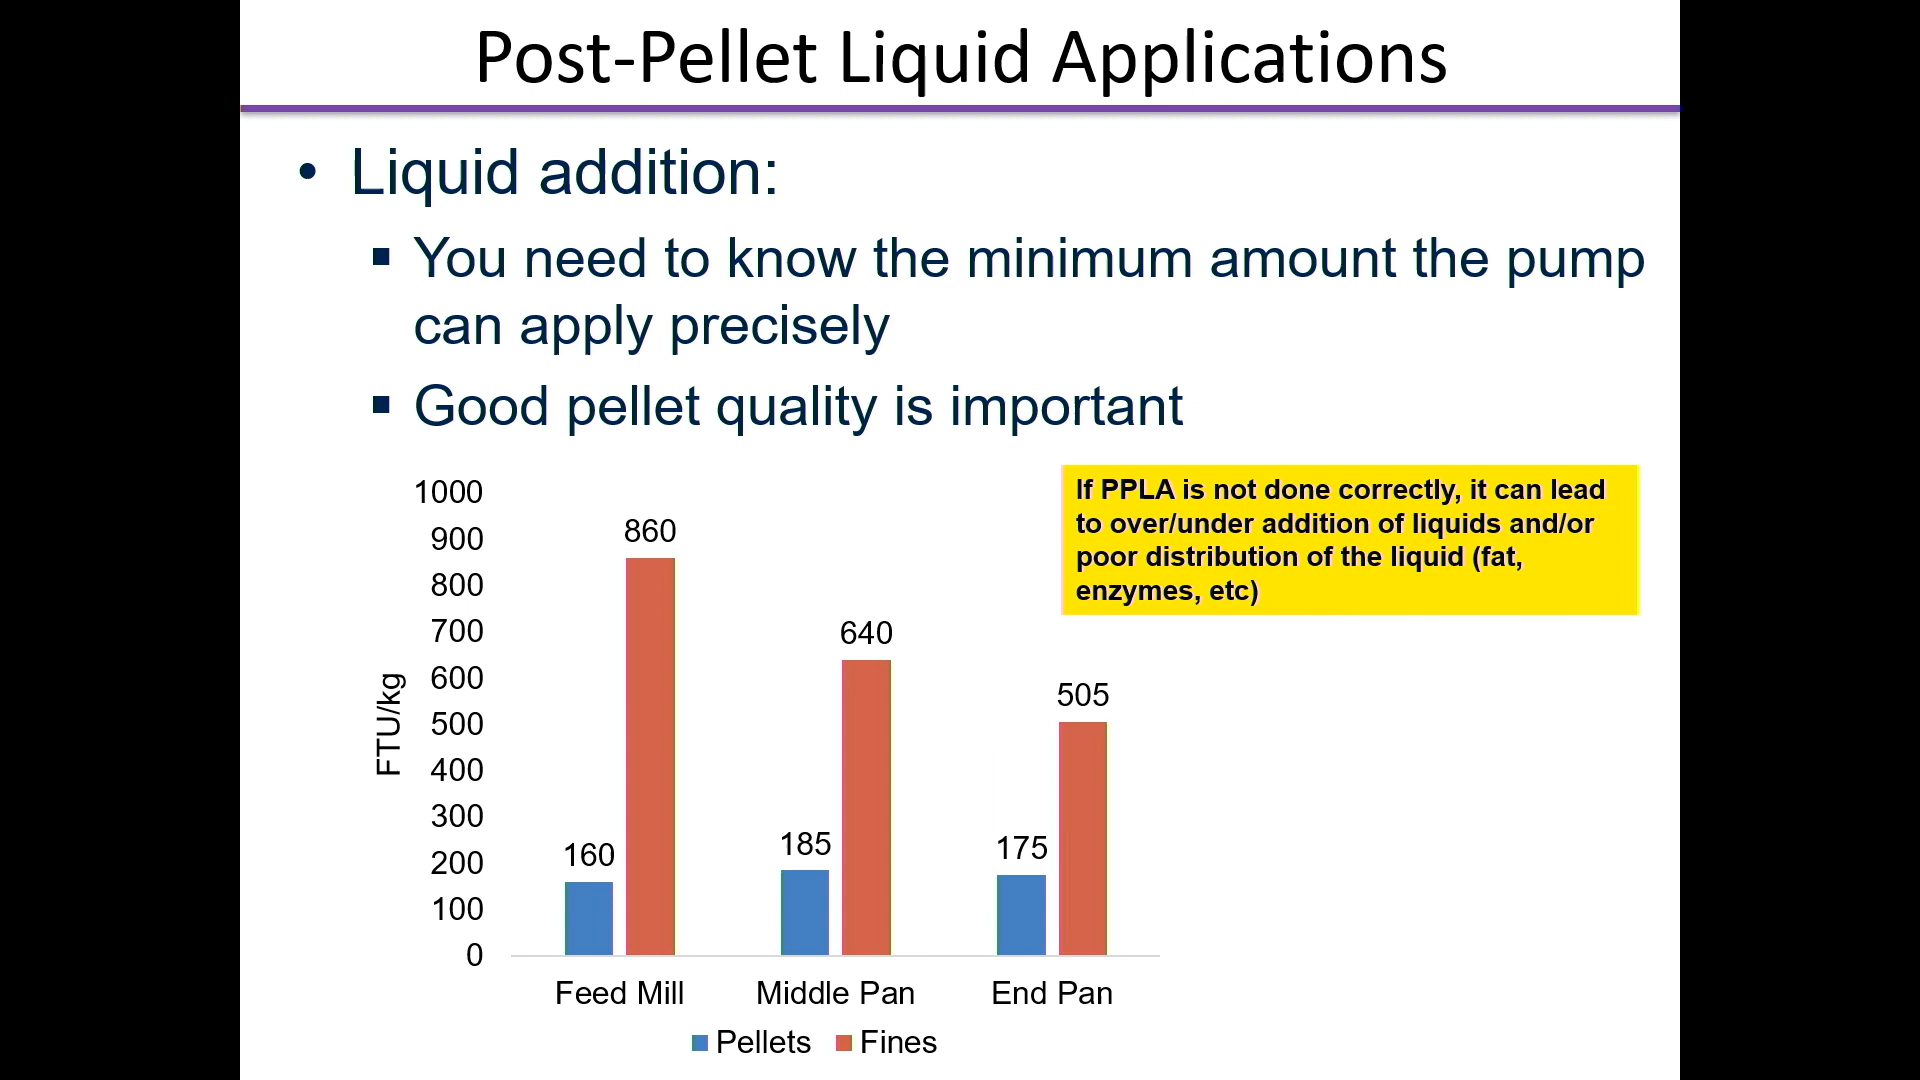 Post-Pellet Liquid Applications
• Liquid addition:
▪ You need to know the minimum amount the pump
can apply precisely
▪ Good pellet quality is important
If PPLA is not done correctly, it can lead
to over/under addition of liquids and/or
poor distribution of the liquid (fat,
enzymes, etc)
FTU/kg
1000
900
800
700
600
500
400
300
200
100
0
160
860
185
640
175
505
Feed Mill
Middle Pan
End Pan
Pellets
Fines